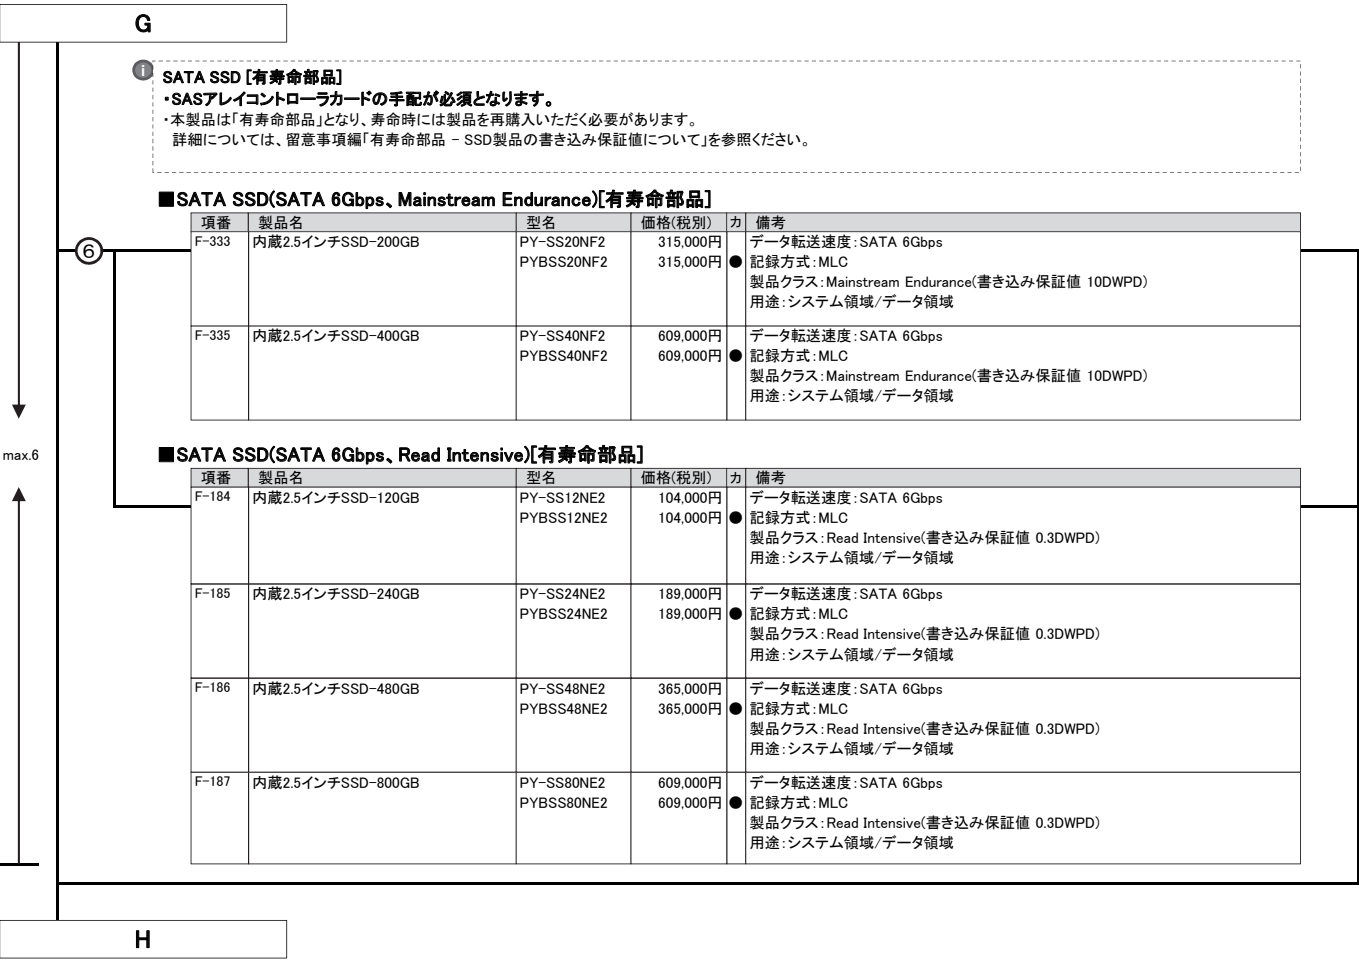 G
i
SATA SSD [有寿命部品]
・SASアレイコントローラカードの手配が必須となります。
・本製品は「有寿命部品」となり、寿命時には製品を再購入いただく必要があります。
詳細については、留意事項編「有寿命部品 - SSD製品の書き込み保証値について」を参照ください。
■SATA SSD(SATA 6Gbps、Mainstream Endurance)[有寿命部品]
項番 製品名 型名 価格(税別) カ 備考
⑥
F-333 内蔵2.5インチSSD-200GB PY-SS20NF2 315,000円 データ転送速度:SATA 6Gbps
PYBSS20NF2 315,000円 ● 記録方式:MLC
製品クラス:Mainstream Endurance(書き込み保証値 10DWPD)
用途:システム領域/データ領域
F-335 内蔵2.5インチSSD-400GB PY-SS40NF2 609,000円 データ転送速度:SATA 6Gbps
PYBSS40NF2 609,000円 ● 記録方式:MLC
製品クラス:Mainstream Endurance(書き込み保証値 10DWPD)
用途:システム領域/データ領域
max.6
■SATA SSD(SATA 6Gbps、Read Intensive)[有寿命部品]
項番 製品名 型名 価格(税別) カ 備考
F-184 内蔵2.5インチSSD-120GB PY-SS12NE2 104,000円 データ転送速度:SATA 6Gbps
PYBSS12NE2 104,000円 ● 記録方式:MLC
製品クラス:Read Intensive(書き込み保証値 0.3DWPD)
用途:システム領域/データ領域
F-185 内蔵2.5インチSSD-240GB PY-SS24NE2 189,000円 データ転送速度:SATA 6Gbps
PYBSS24NE2 189,000円 ● 記録方式:MLC
製品クラス:Read Intensive(書き込み保証値 0.3DWPD)
用途:システム領域/データ領域
F-186 内蔵2.5インチSSD-480GB PY-SS48NE2 365,000円 データ転送速度:SATA 6Gbps
PYBSS48NE2 365,000円 ● 記録方式:MLC
製品クラス:Read Intensive(書き込み保証値 0.3DWPD)
用途:システム領域/データ領域
F-187 内蔵2.5インチSSD-800GB PY-SS80NE2 609,000円 データ転送速度:SATA 6Gbps
PYBSS80NE2 609,000円 ● 記録方式:MLC
製品クラス:Read Intensive(書き込み保証値 0.3DWPD)
用途:システム領域/データ領域
H